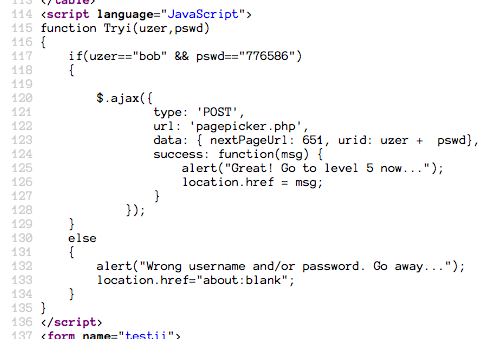 113 </table>
114 <script language="JavaScript">
115 function Tryi(uzer,pswd)
116 {
117     if(uzer=="bob" && pswd=="776586")
118     {
119
120         $.ajax({
121                 type: 'POST',
122                 url: 'pagepicker.php',
123                 data: { nextPageUrl: 651, urid: uzer +  pswd},
124                 success: function(msg) {
125                     alert("Great! Go to level 5 now...");
126                     location.href = msg;
127                 }
128             });
129     }
130     else
131     {
132         alert("Wrong username and/or password. Go away...");
133         location.href="about:blank";
134     }
135 }
136 </script>
137 <form name="testii">